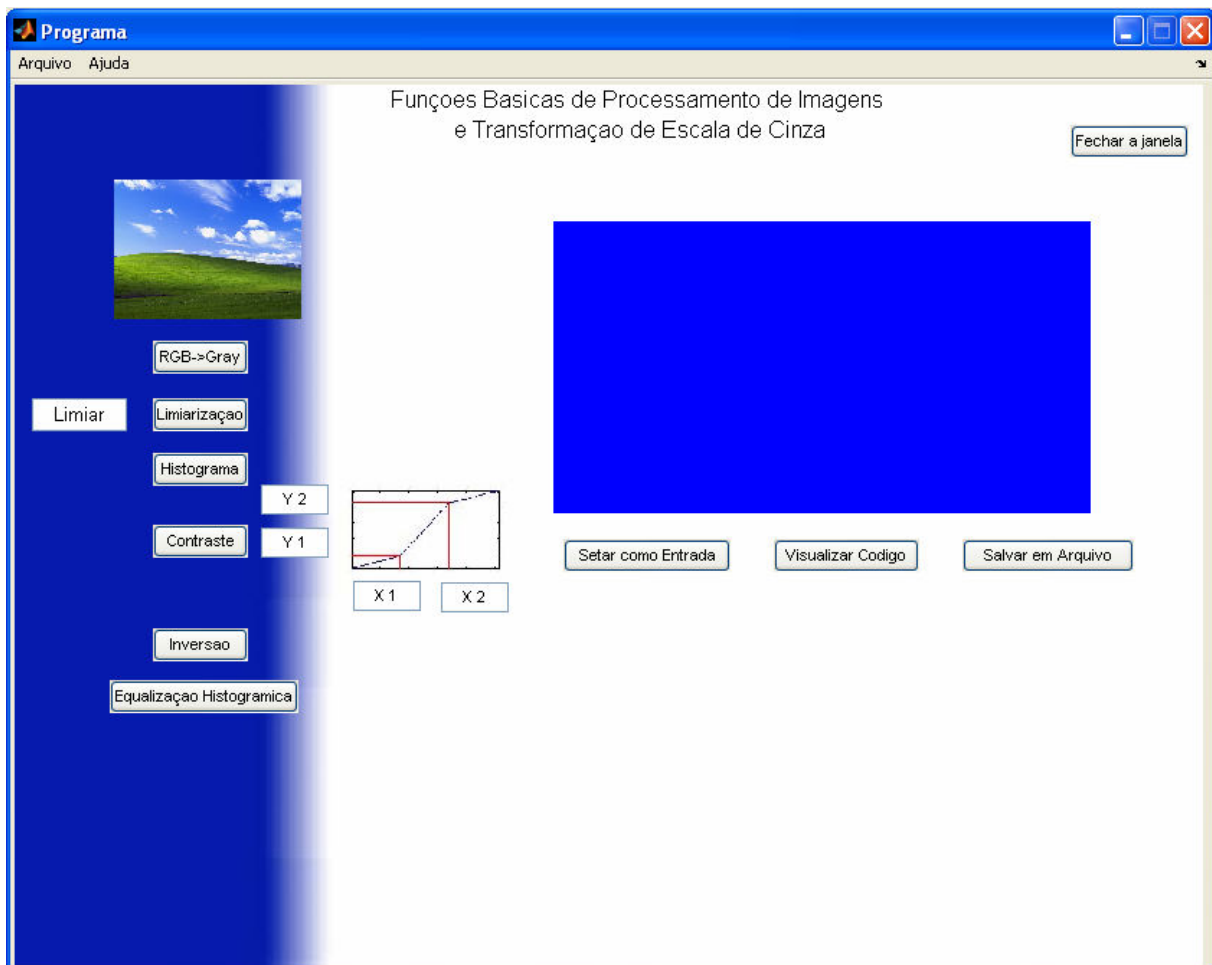 Programa
Arquivo Ajuda
Funçoes Basicas de Processamento de Imagens
e Transformaçao de Escala de Cinza
Fechar a janela
RGB->Gray
Limiar
Limiarizaçao
Histograma
Y 2
Contraste
Y 1
Setar como Entrada
Visualizar Codigo
Salvar em Arquivo
X 1
X 2
Inversao
Equalizaçao Histogramica